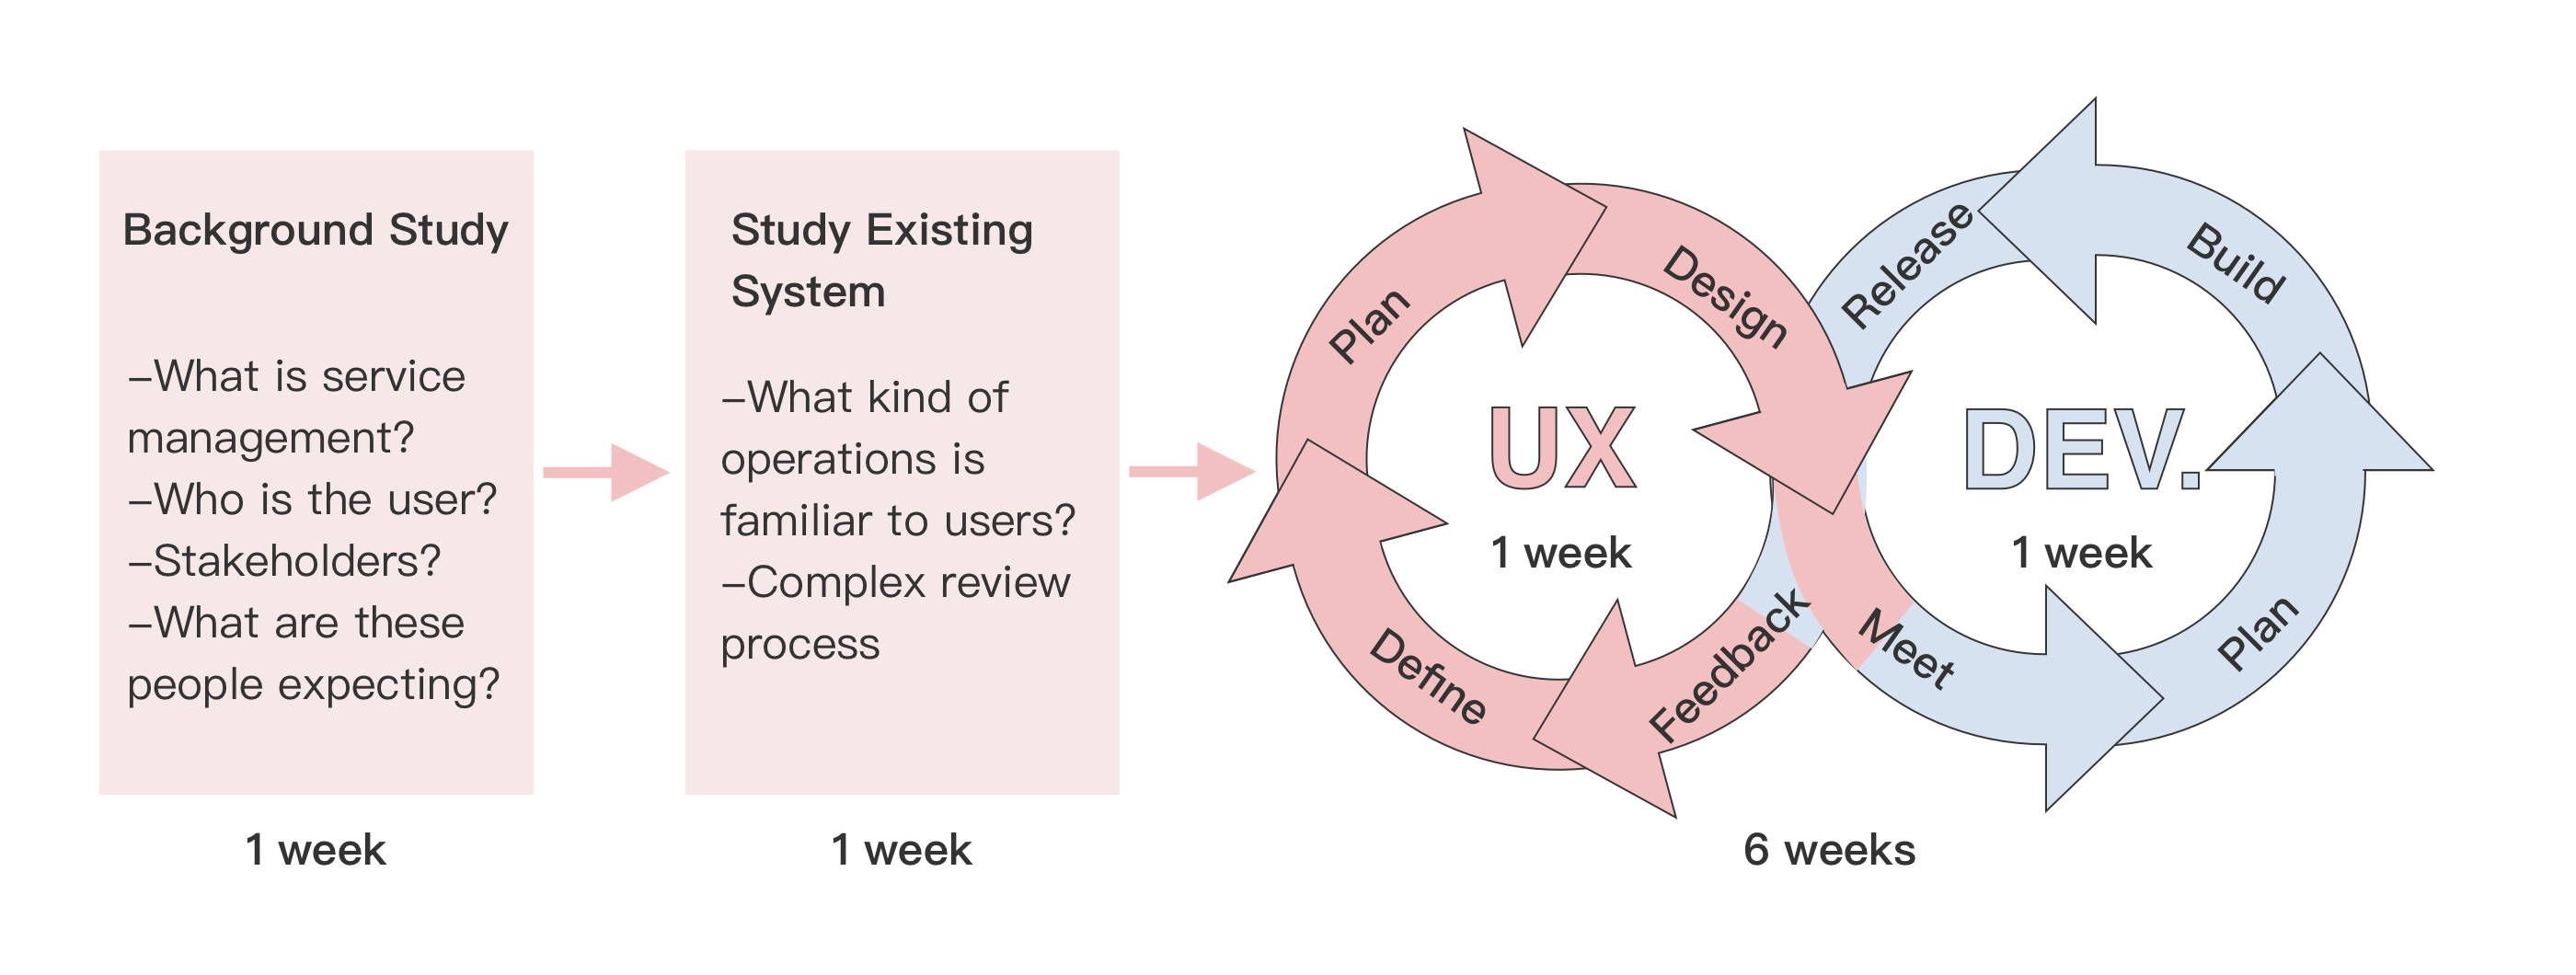 Background Study
–What is service
management?
–Who is the user?
–Stakeholders?
–What are these
people expecting?
1 week
Study Existing
System
–What kind of
operations is
familiar to users?
–Complex review
process
1 week
Plan
Design
Define
Feedback
UX
1 week
Release
Build
Meet
Plan
DEV.
1 week
6 weeks